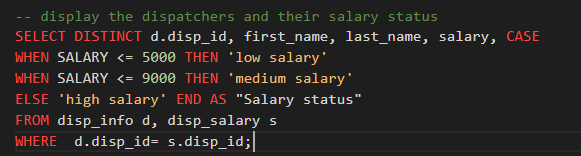 -- display the dispatchers and their salary status
SELECT DISTINCT d.disp_id, first_name, last_name, salary, CASE
WHEN SALARY <= 5000 THEN 'low salary'
WHEN SALARY <= 9000 THEN 'medium salary'
ELSE 'high salary' END AS "Salary status"
FROM disp_info d, disp_salary s
WHERE  d.disp_id= s.disp_id;